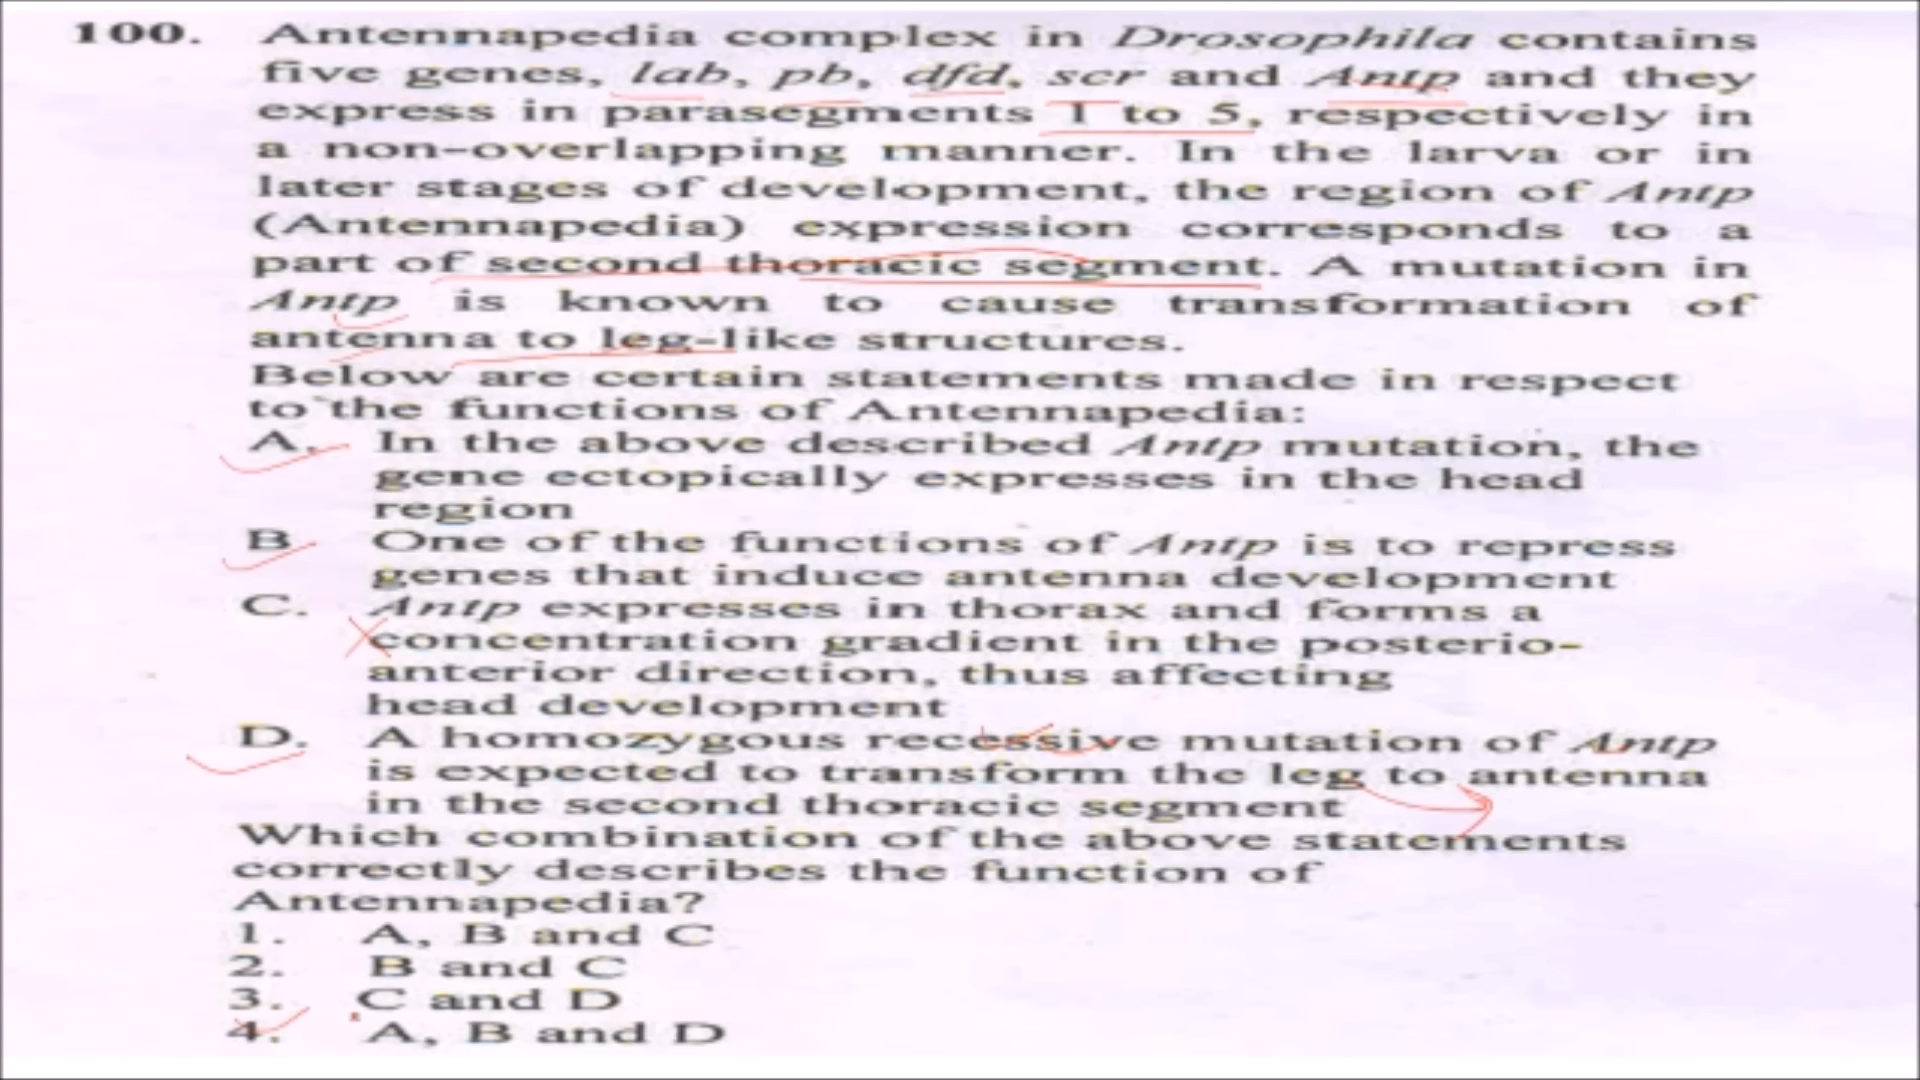 100. Antennapedia complex in Drosophila contains
five genes, lab, pb, dfd, scr and Antp and they
express in parasegments 1 to 5, respectively in
a non-overlapping manner. In the larva or in
later stages of development, the region of Antp
(Antennapedia) expression corresponds to a
part of second thoracic segment. A mutation in
Antp is known to cause transformation of
antenna to leg-like structures.
Below are certain statements made in respect
to the functions of Antennapedia:
A. In the above described Antp mutation, the
gene ectopically expresses in the head
region
B One of the functions of Antp is to repress
genes that induce antenna development
C. Antp expresses in thorax and forms a
concentration gradient in the posterio-
anterior direction, thus affecting
head development
D. A homozygous recessive mutation of Antp
is expected to transform the leg to antenna
in the second thoracic segment
Which combination of the above statements
correctly describes the function of
Antennapedia?
1. A, B and C
2. B and C
3. C and D
4. A, B and D